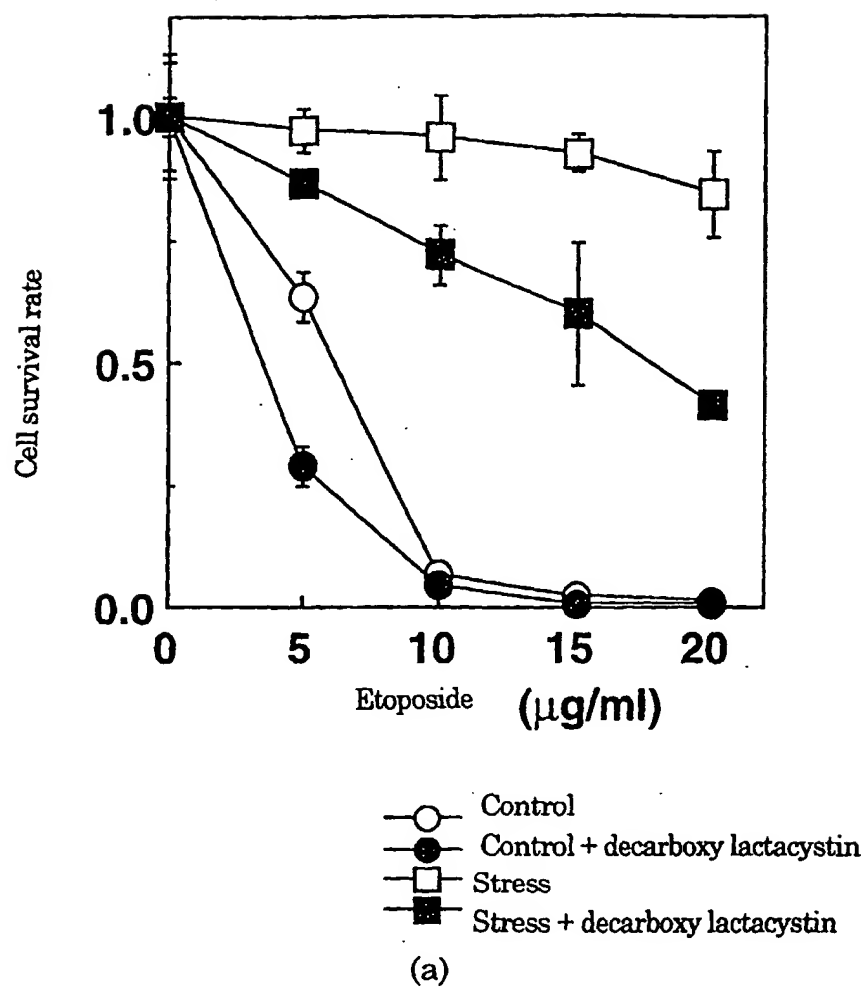 Cell survival rate
1.0
0.5
0.0
0 5 10 15 20
Etoposide (μg/ml)
Control
Control + decarboxy lactacystin
Stress
Stress + decarboxy lactacystin
(a)